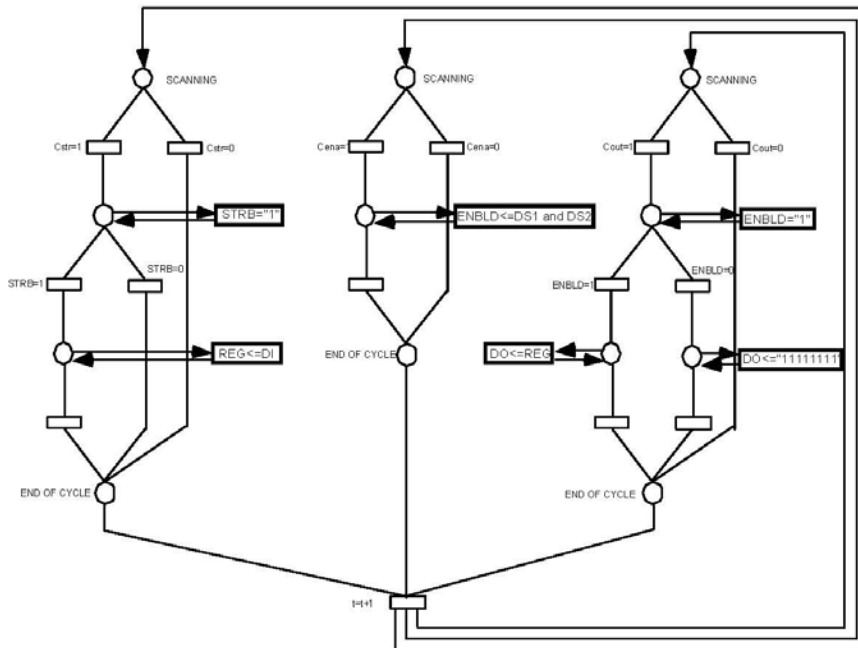 SCANNING
SCANNING
SCANNING
Cstr=1
Cstr=0
Cena=1
Cena=0
Cout=1
Cout=0
STRB="1"
ENBLD<=DS1 and DS2
ENBLD="1"
STRB=1
STRB=0
ENBLD=1
ENBLD=0
REG<=DI
END OF CYCLE
DO<=REG
DO<="11111111"
END OF CYCLE
END OF CYCLE
t=t+1